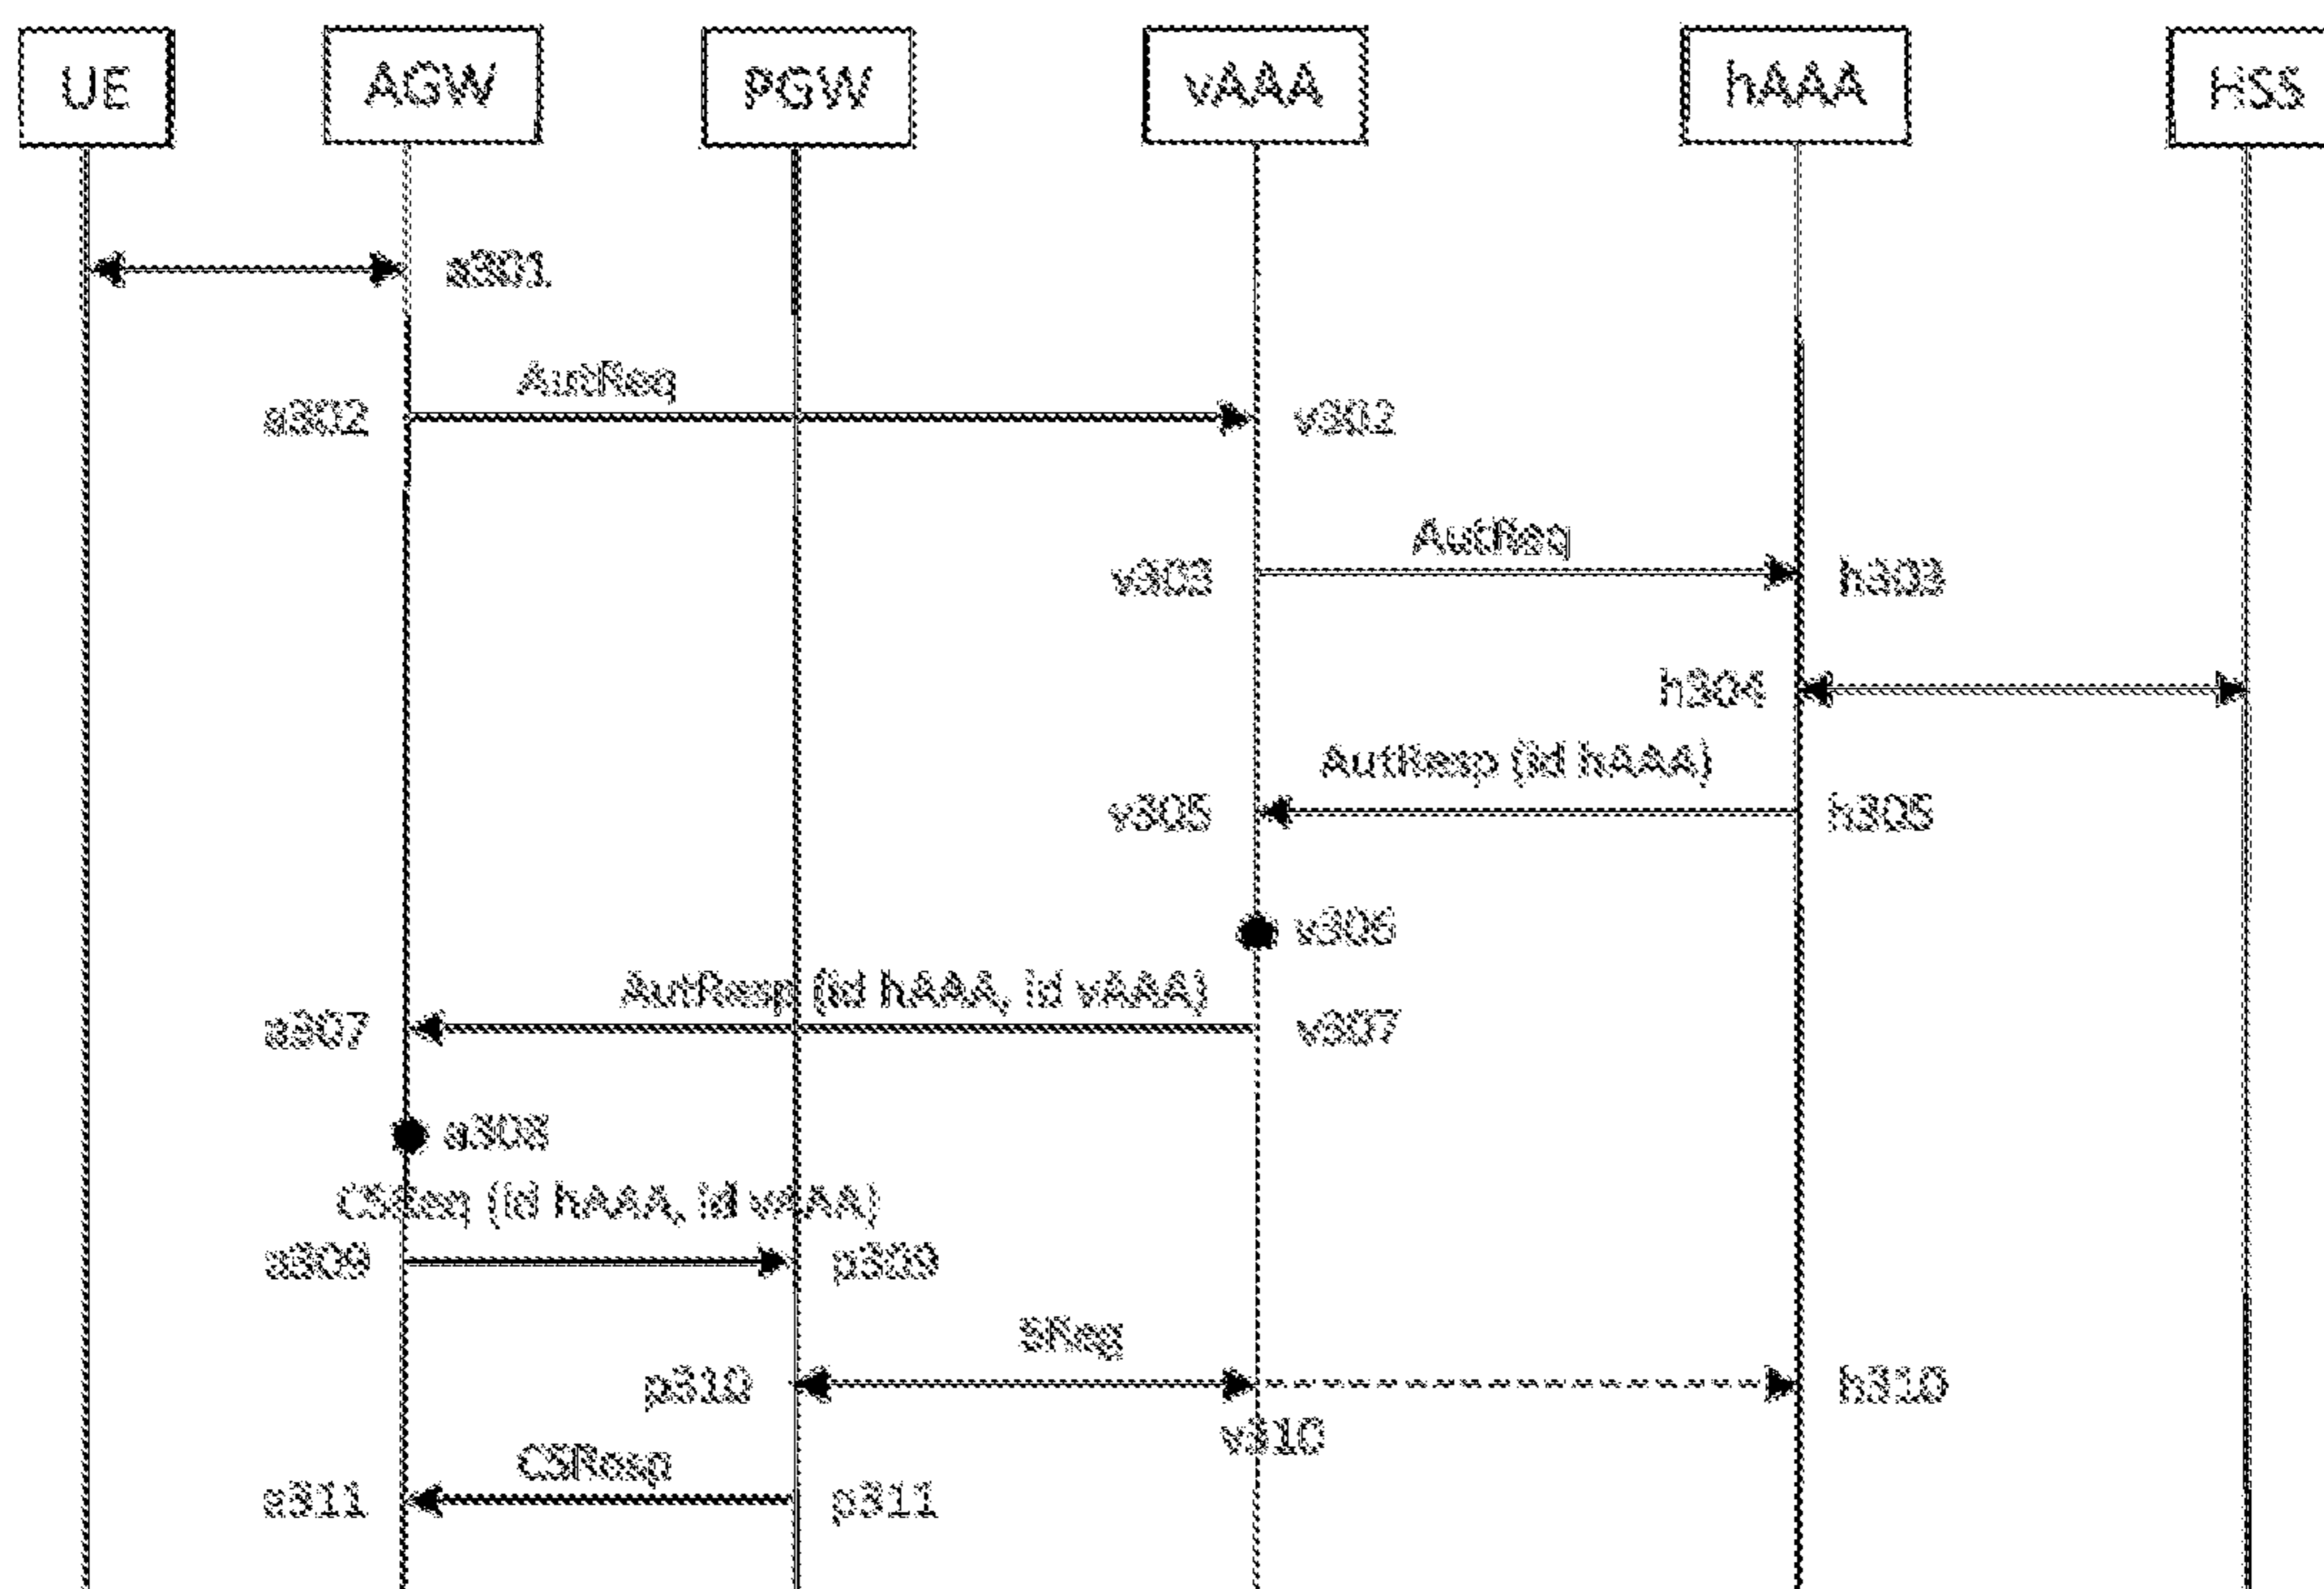 UE AGW PGW vAAA hAAA HSS
a301
AutReq
a302 v302
AutReq
v303 h303
h304
AutResp (id hAAA)
v305 h305
v306
AutResp (id hAAA, id vAAA)
a307 v307
a308
CSReq (id hAAA, id vAAA)
a309 p309
SReg
p310 h310
v310
CSResp
a311 p311